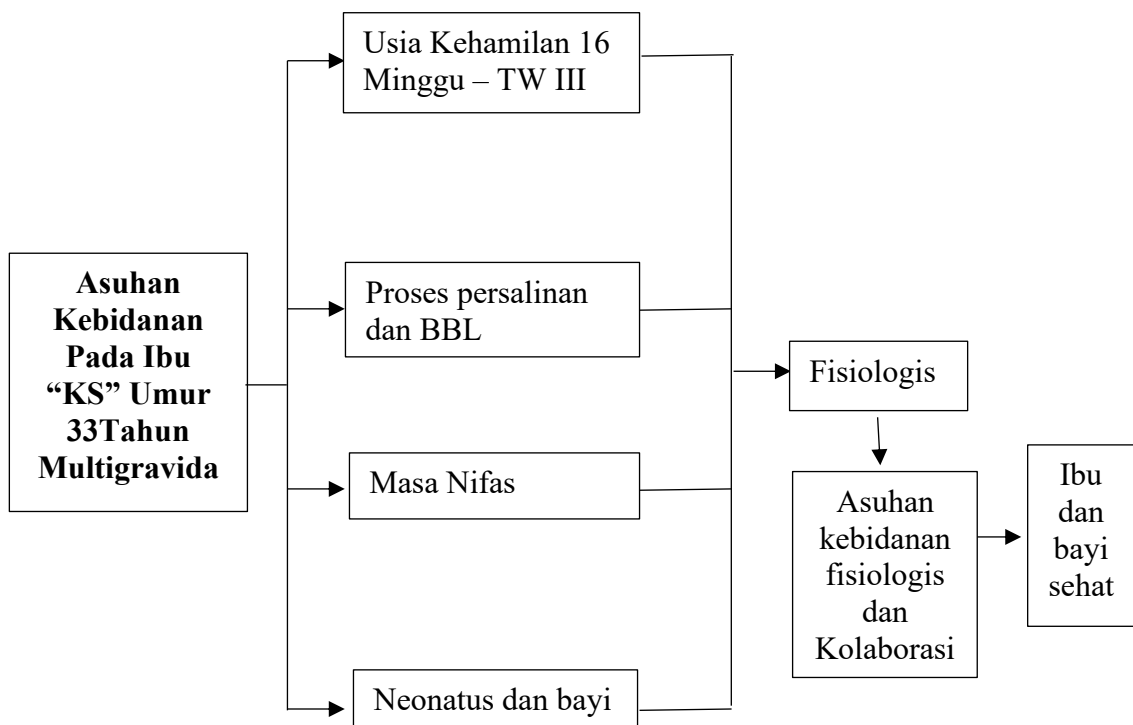 Usia Kehamilan 16
Minggu – TW III
Asuhan
Kebidanan
Pada Ibu
“KS” Umur
33Tahun
Multigravida
Proses persalinan
dan BBL
Masa Nifas
Neonatus dan bayi
Fisiologis
Asuhan
kebidanan
fisiologis
dan
Kolaborasi
Ibu
dan
bayi
sehat